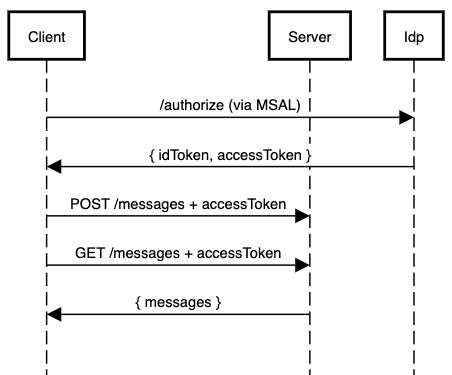 Client
Server
Idp
/authorize (via MSAL)
{ idToken, accessToken }
POST /messages + accessToken
GET /messages + accessToken
{ messages }